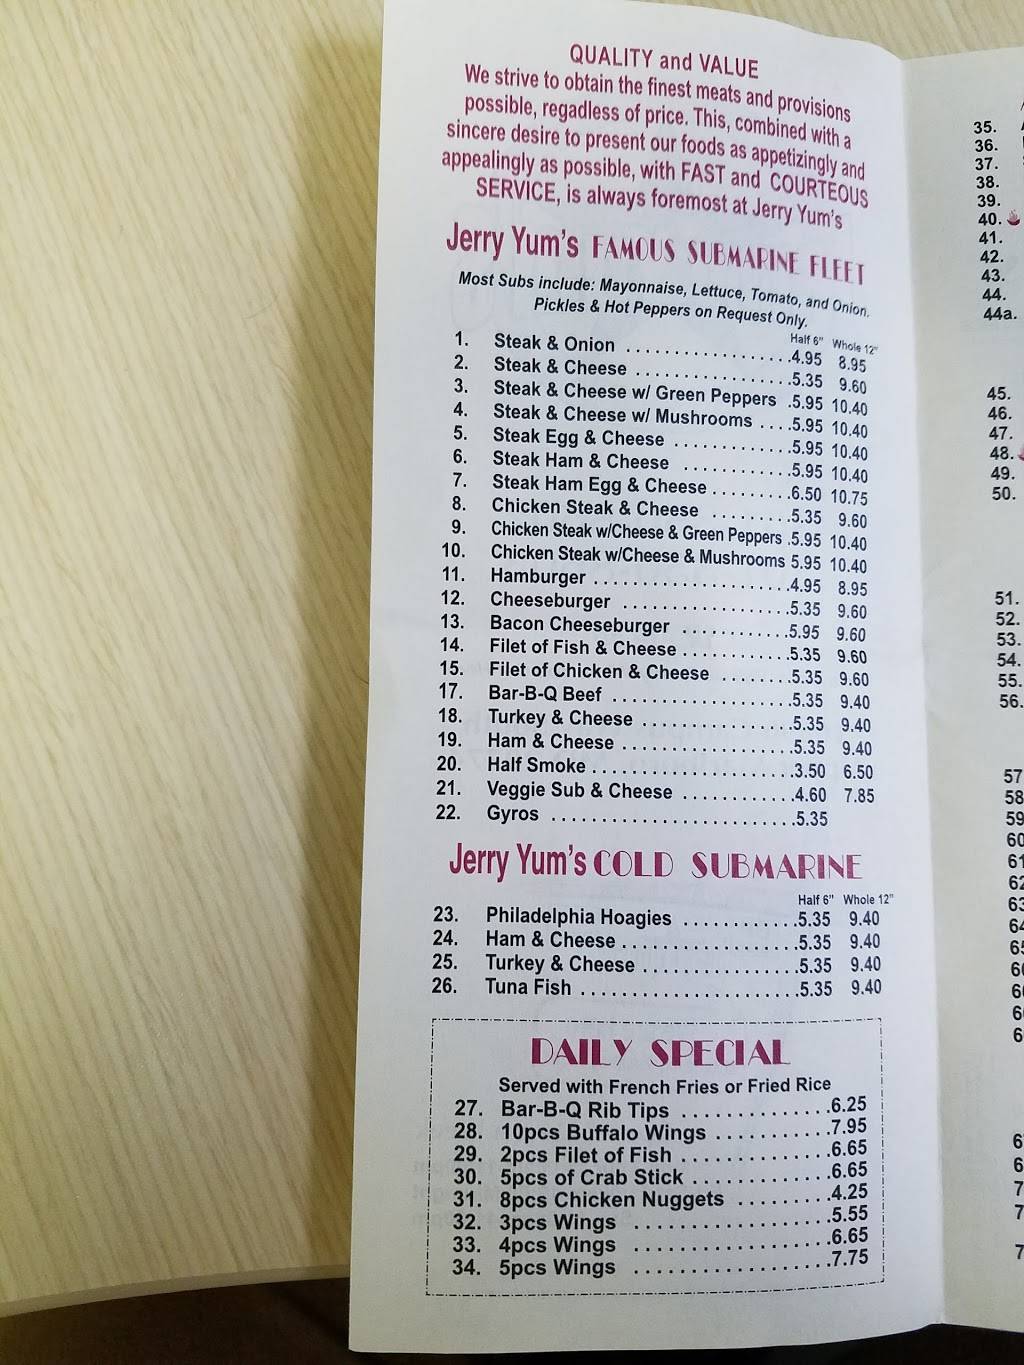 QUALITY and VALUE
We strive to obtain the finest meats and provisions
possible, regadless of price. This, combined with a
sincere desire to present our foods as appetizingly and
appealingly as possible, with FAST and COURTEOUS
SERVICE, is always foremost at Jerry Yum's
Jerry Yum's FAMOUS SUBMARINE FLEET
Most Subs include: Mayonnaise, Lettuce, Tomato, and Onion.
Pickles & Hot Peppers on Request Only.
Half 6" Whole 12"
1. Steak & Onion ..................4.95 8.95
2. Steak & Cheese .................5.35 9.60
3. Steak & Cheese w/ Green Peppers .5.95 10.40
4. Steak & Cheese w/ Mushrooms ....5.95 10.40
5. Steak Egg & Cheese ............5.95 10.40
6. Steak Ham & Cheese ...........5.95 10.40
7. Steak Ham Egg & Cheese.........6.50 10.75
8. Chicken Steak & Cheese .........5.35 9.60
9. Chicken Steak w/Cheese & Green Peppers .5.95 10.40
10. Chicken Steak w/Cheese & Mushrooms 5.95 10.40
11. Hamburger ....................4.95 8.95
12. Cheeseburger .................5.35 9.60
13. Bacon Cheeseburger ...........5.95 9.60
14. Filet of Fish & Cheese ...........5.35 9.60
15. Filet of Chicken & Cheese ........5.35 9.60
17. Bar-B-Q Beef ..................5.35 9.40
18. Turkey & Cheese ...............5.35 9.40
19. Ham & Cheese .................5.35 9.40
20. Half Smoke ....................3.50 6.50
21. Veggie Sub & Cheese ...........4.60 7.85
22. Gyros .........................5.35
Jerry Yum's COLD SUBMARINE
Half 6" Whole 12"
23. Philadelphia Hoagies ...........5.35 9.40
24. Ham & Cheese .................5.35 9.40
25. Turkey & Cheese ...............5.35 9.40
26. Tuna Fish .....................5.35 9.40
DAILY SPECIAL
Served with French Fries or Fried Rice
27. Bar-B-Q Rib Tips ..............6.25
28. 10pcs Buffalo Wings ...........7.95
29. 2pcs Filet of Fish ..............6.65
30. 5pcs of Crab Stick .............6.65
31. 8pcs Chicken Nuggets .........4.25
32. 3pcs Wings ...................5.55
33. 4pcs Wings ...................6.65
34. 5pcs Wings ...................7.75
35.
36.
37.
38.
39.
40.
41.
42.
43.
44.
44a.
45.
46.
47.
48.
49.
50.
51.
52.
53.
54.
55.
56.
57
58
59
60
61
62
63
64
65